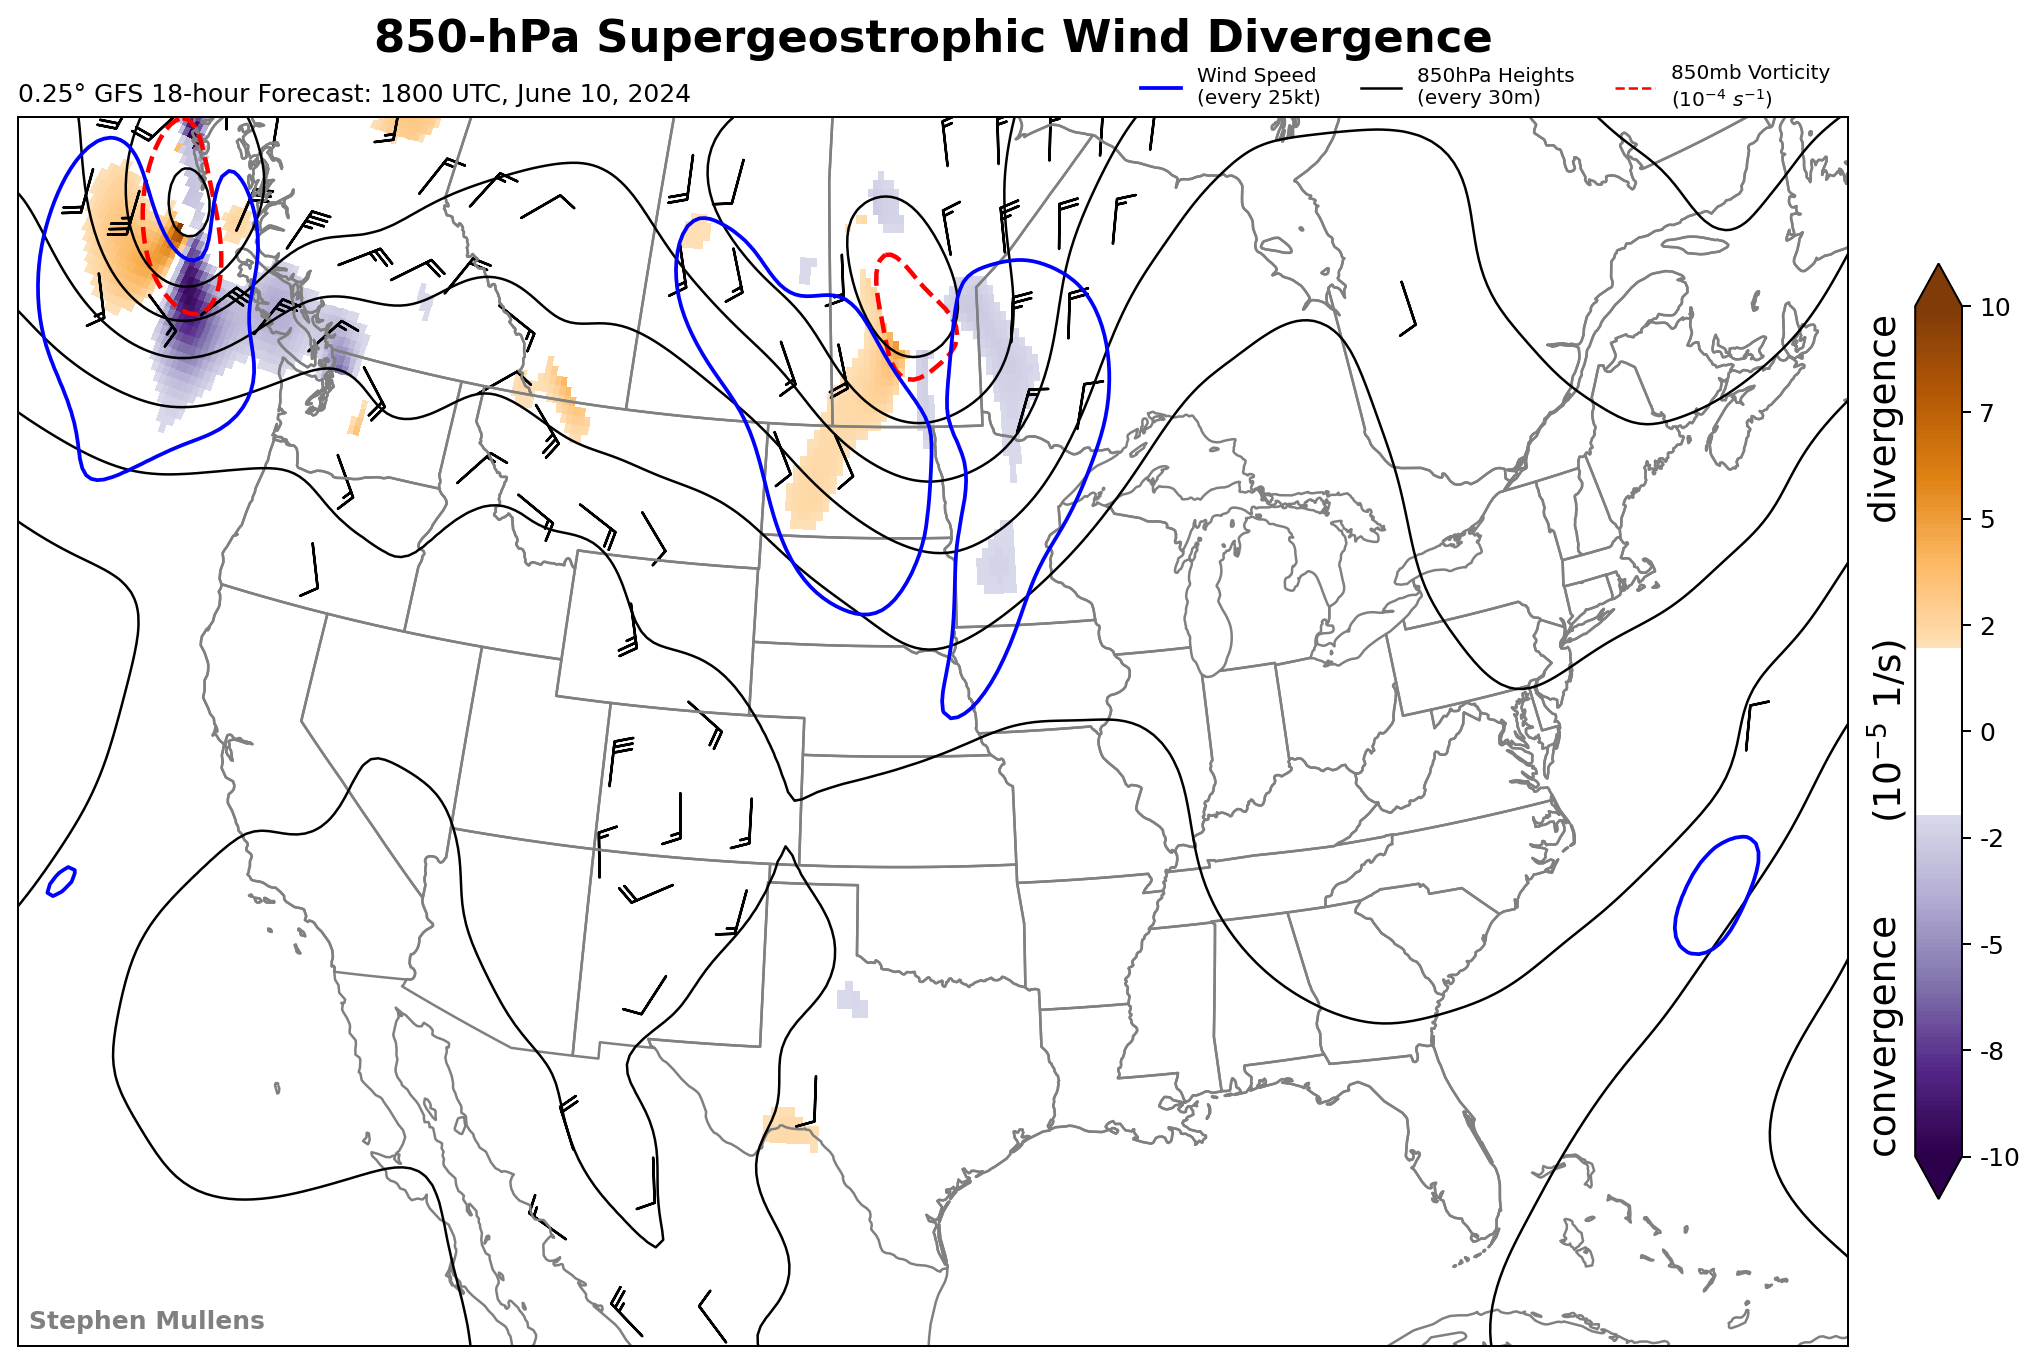 850-hPa Supergeostrophic Wind Divergence
0.25° GFS 18-hour Forecast: 1800 UTC, June 10, 2024
Wind Speed
(every 25kt)
850hPa Heights
(every 30m)
850mb Vorticity
(10⁻⁴ s⁻¹)
10
7
5
2
0
-2
-5
-8
-10
convergence (10⁻⁵ 1/s) divergence
Stephen Mullens